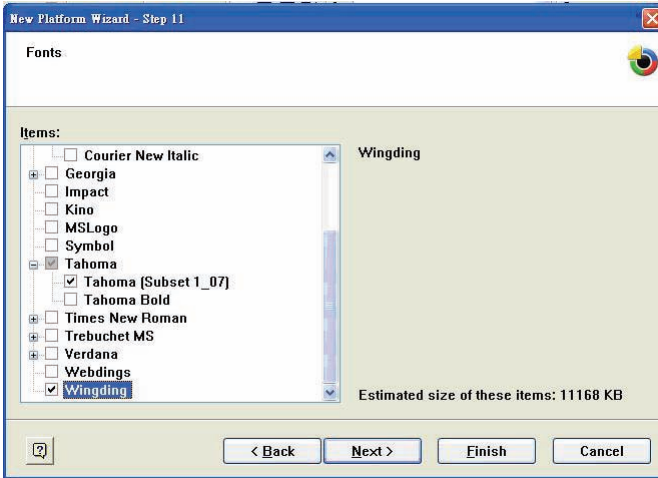 New Platform Wizard - Step 11
Fonts
Items:
Courier New Italic
Georgia
Impact
Kino
MSLogo
Symbol
Tahoma
Tahoma (Subset 1_07)
Tahoma Bold
Times New Roman
Trebuchet MS
Verdana
Webdings
Wingding
Wingding
Estimated size of these items: 11168 KB
< Back
Next >
Finish
Cancel